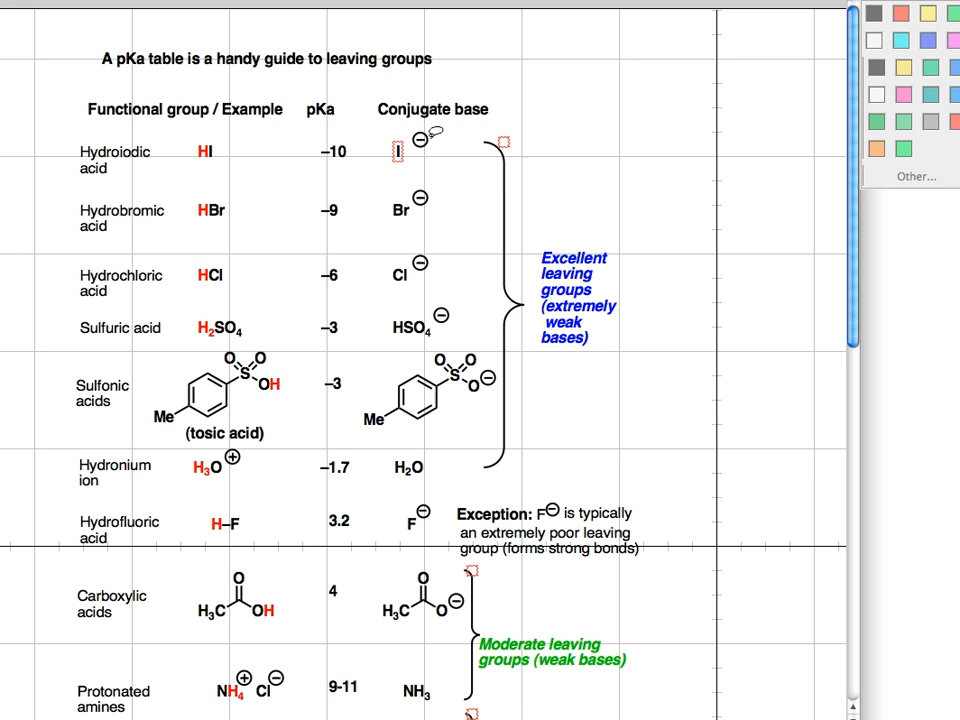 A pKa table is a handy guide to leaving groups
Functional group / Example pKa Conjugate base
Hydroiodic acid HI –10 I⊖
Hydrobromic acid HBr –9 Br⊖
Hydrochloric acid HCl –6 Cl⊖
Excellent
leaving
groups
(extremely
weak
bases)
Sulfuric acid H₂SO₄ –3 HSO₄⊖
Sulfonic acids O O S OH Me –3 O O S O⊖ Me
(tosic acid)
Hydronium ion H₃O⊕ –1.7 H₂O
Hydrofluoric acid H–F 3.2 F⊖
Exception: F⊖ is typically
an extremely poor leaving
group (forms strong bonds)
Carboxylic acids O H₃C OH 4 O H₃C O⊖
Moderate leaving
groups (weak bases)
Protonated amines NH₄⊕ Cl⊖ 9-11 NH₃
Other...